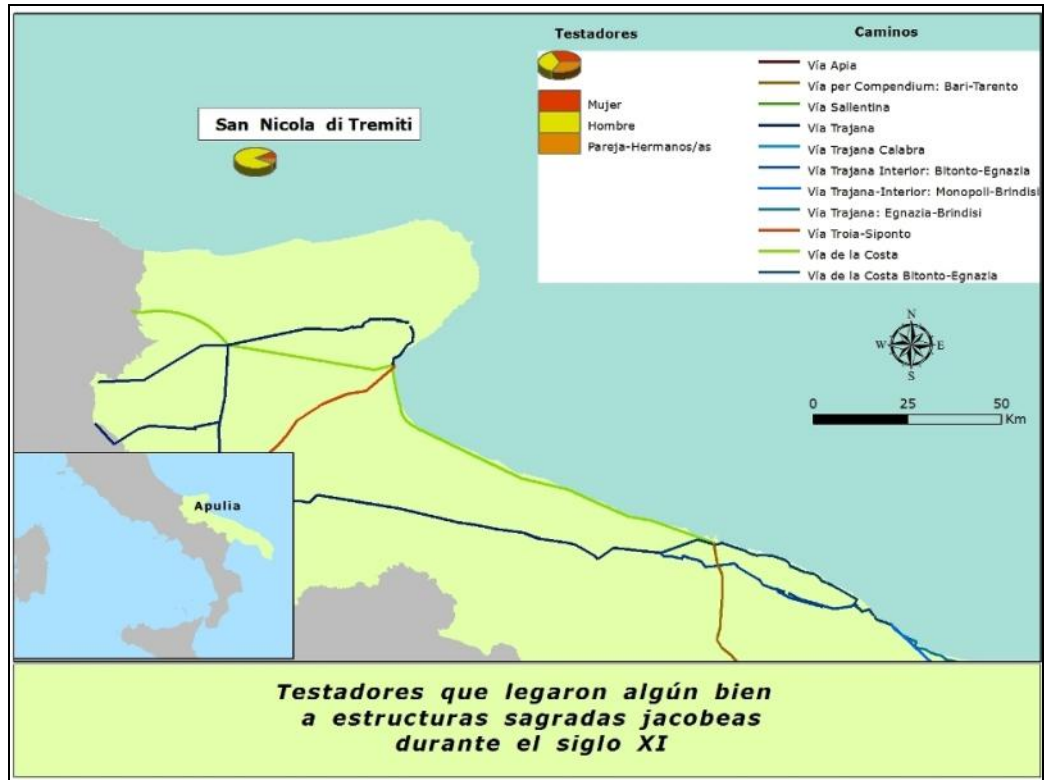 Testadores
Mujer
Hombre
Pareja-Hermanos/as
Caminos
Vía Apia
Vía per Compendium: Bari-Tarento
Vía Sallentina
Vía Trajana
Vía Trajana Calabra
Vía Trajana Interior: Bitonto-Egnazia
Vía Trajana-Interior: Monopoli-Brindisi
Vía Trajana: Egnazia-Brindisi
Vía Troia-Siponto
Vía de la Costa
Vía de la Costa Bitonto-Egnazia
San Nicola di Tremiti
N
W E
S
0 25 50
Km
Apulia
Testadores que legaron algún bien
a estructuras sagradas jacobeas
durante el siglo XI